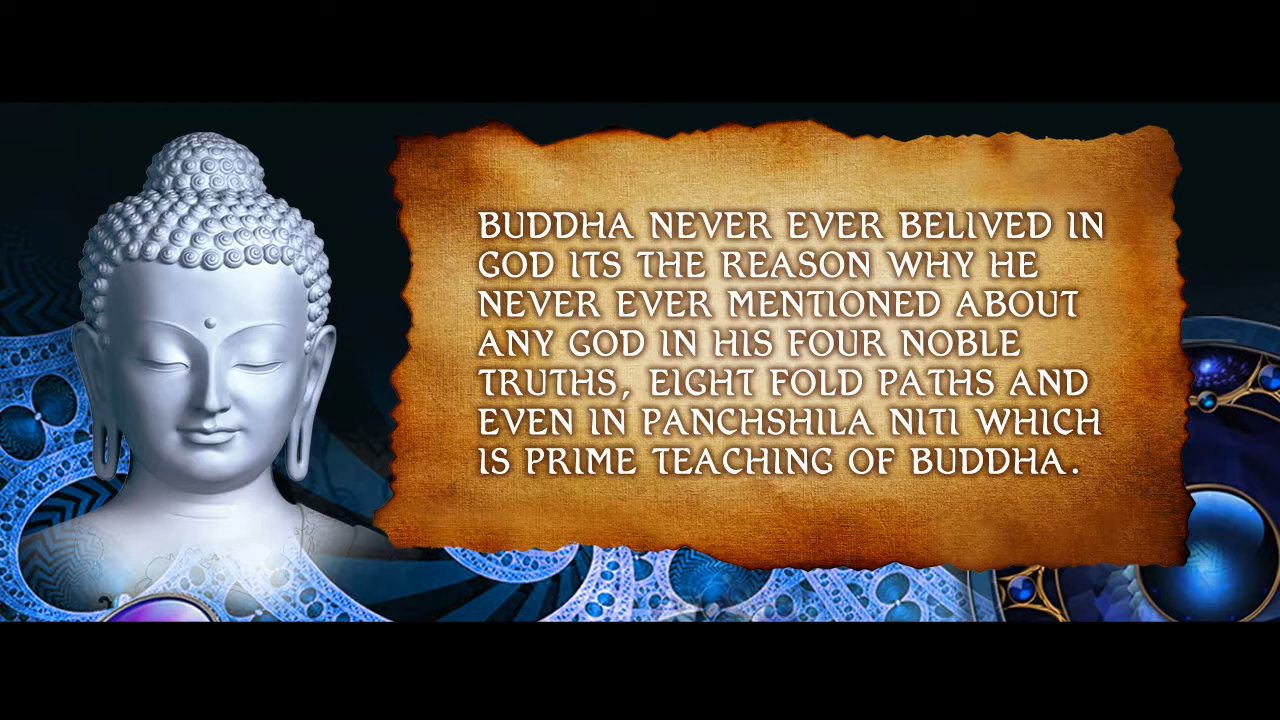 BUDDHA NEVER EVER BELIVED IN
GOD ITS THE REASON WHY HE
NEVER EVER MENTIONED ABOUT
ANY GOD IN HIS FOUR NOBLE
TRUTHS, EIGHT FOLD PATHS AND
EVEN IN PANCHSHILA NITI WHICH
IS PRIME TEACHING OF BUDDHA.